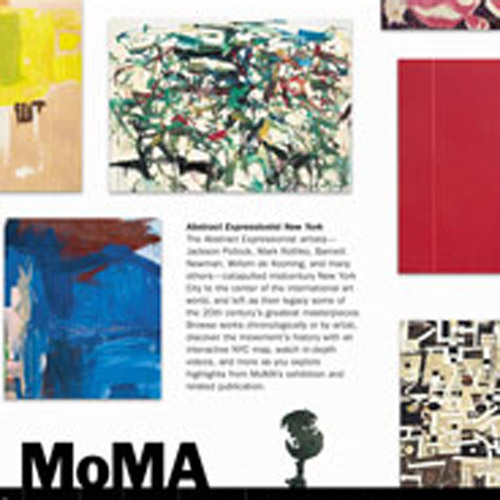 Abstract Expressionist New York
The Abstract Expressionist artists—
Jackson Pollock, Mark Rothko, Barnett
Newman, Willem de Kooning, and many
others—catapulted midcentury New York
City to the center of the international art
world, and left as their legacy some of
the 20th century's greatest masterpieces.
Browse works chronologically or by artist,
discover the movement's history with an
interactive NYC map, watch in-depth
videos, and more as you explore
highlights from MoMA's exhibition and
related publication.
MoMA